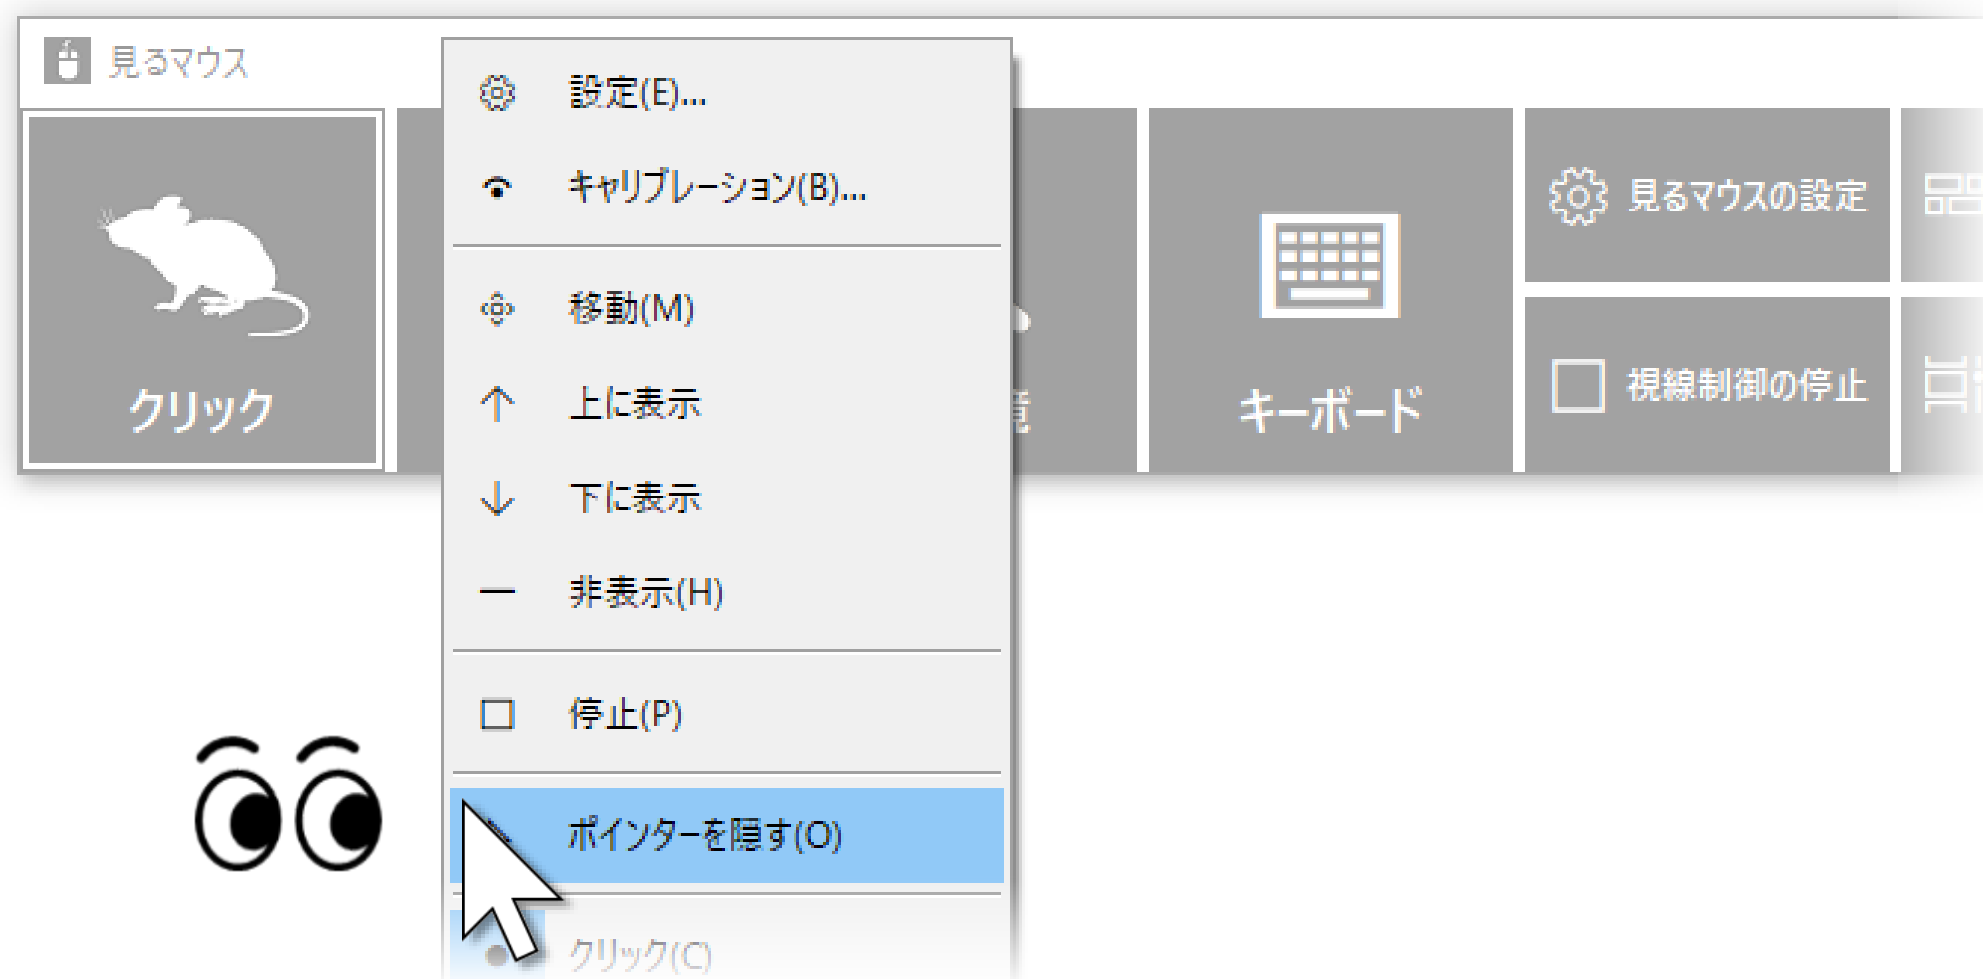 見るマウス
クリック
設定(E)...
キャリブレーション(B)...
移動(M)
上に表示
下に表示
非表示(H)
停止(P)
ポインターを隠す(O)
クリック(C)
キーボード
見るマウスの設定
視線制御の停止